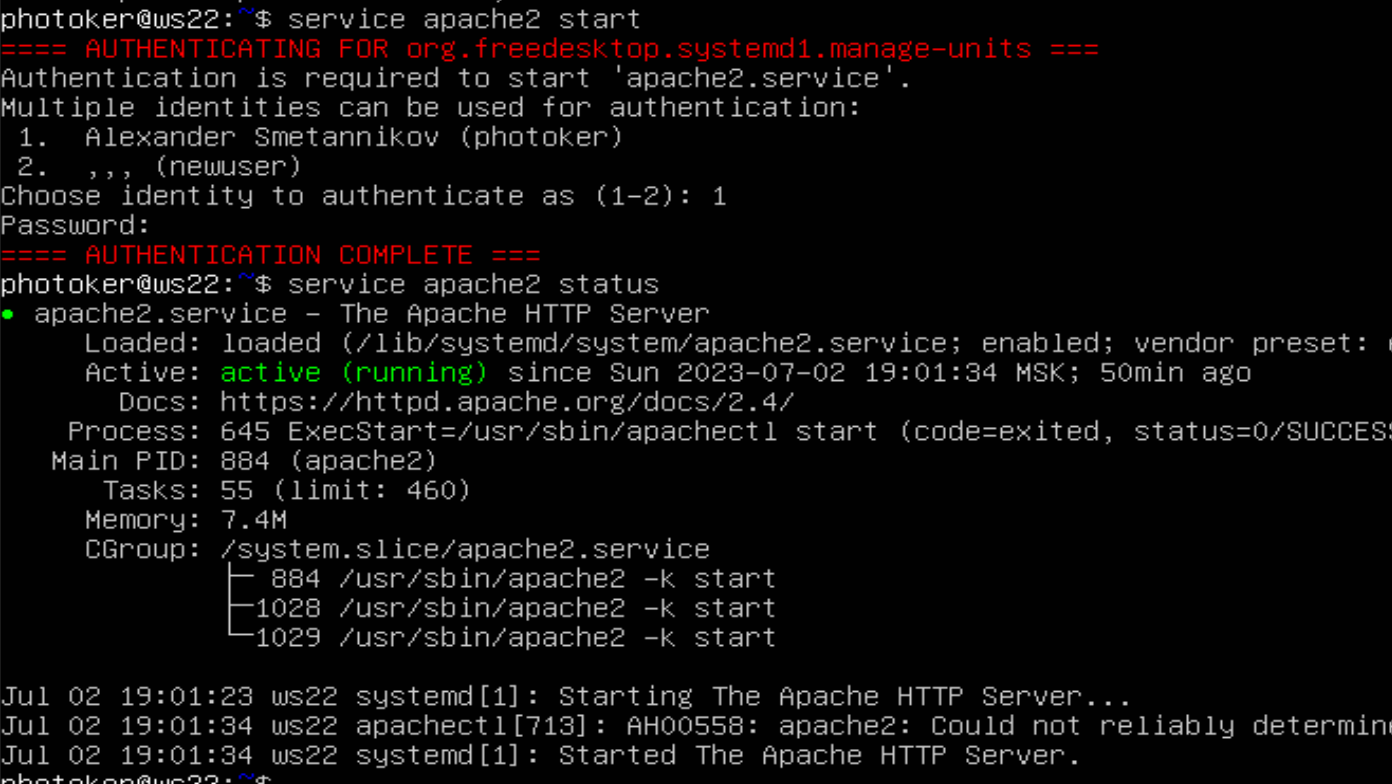 photoker@ws22:~$ service apache2 start
==== AUTHENTICATING FOR org.freedesktop.systemd1.manage-units ===
Authentication is required to start 'apache2.service'.
Multiple identities can be used for authentication:
 1.  Alexander Smetannikov (photoker)
 2.  ,,, (newuser)
Choose identity to authenticate as (1-2): 1
Password:
==== AUTHENTICATION COMPLETE ===
photoker@ws22:~$ service apache2 status
● apache2.service - The Apache HTTP Server
     Loaded: loaded (/lib/systemd/system/apache2.service; enabled; vendor preset:
     Active: active (running) since Sun 2023-07-02 19:01:34 MSK; 50min ago
       Docs: https://httpd.apache.org/docs/2.4/
    Process: 645 ExecStart=/usr/sbin/apachectl start (code=exited, status=0/SUCCESS
   Main PID: 884 (apache2)
      Tasks: 55 (limit: 460)
     Memory: 7.4M
     CGroup: /system.slice/apache2.service
             ├─ 884 /usr/sbin/apache2 -k start
             ├─1028 /usr/sbin/apache2 -k start
             └─1029 /usr/sbin/apache2 -k start
Jul 02 19:01:23 ws22 systemd[1]: Starting The Apache HTTP Server...
Jul 02 19:01:34 ws22 apachectl[713]: AH00558: apache2: Could not reliably determine
Jul 02 19:01:34 ws22 systemd[1]: Started The Apache HTTP Server.
photoker@ws22:~$